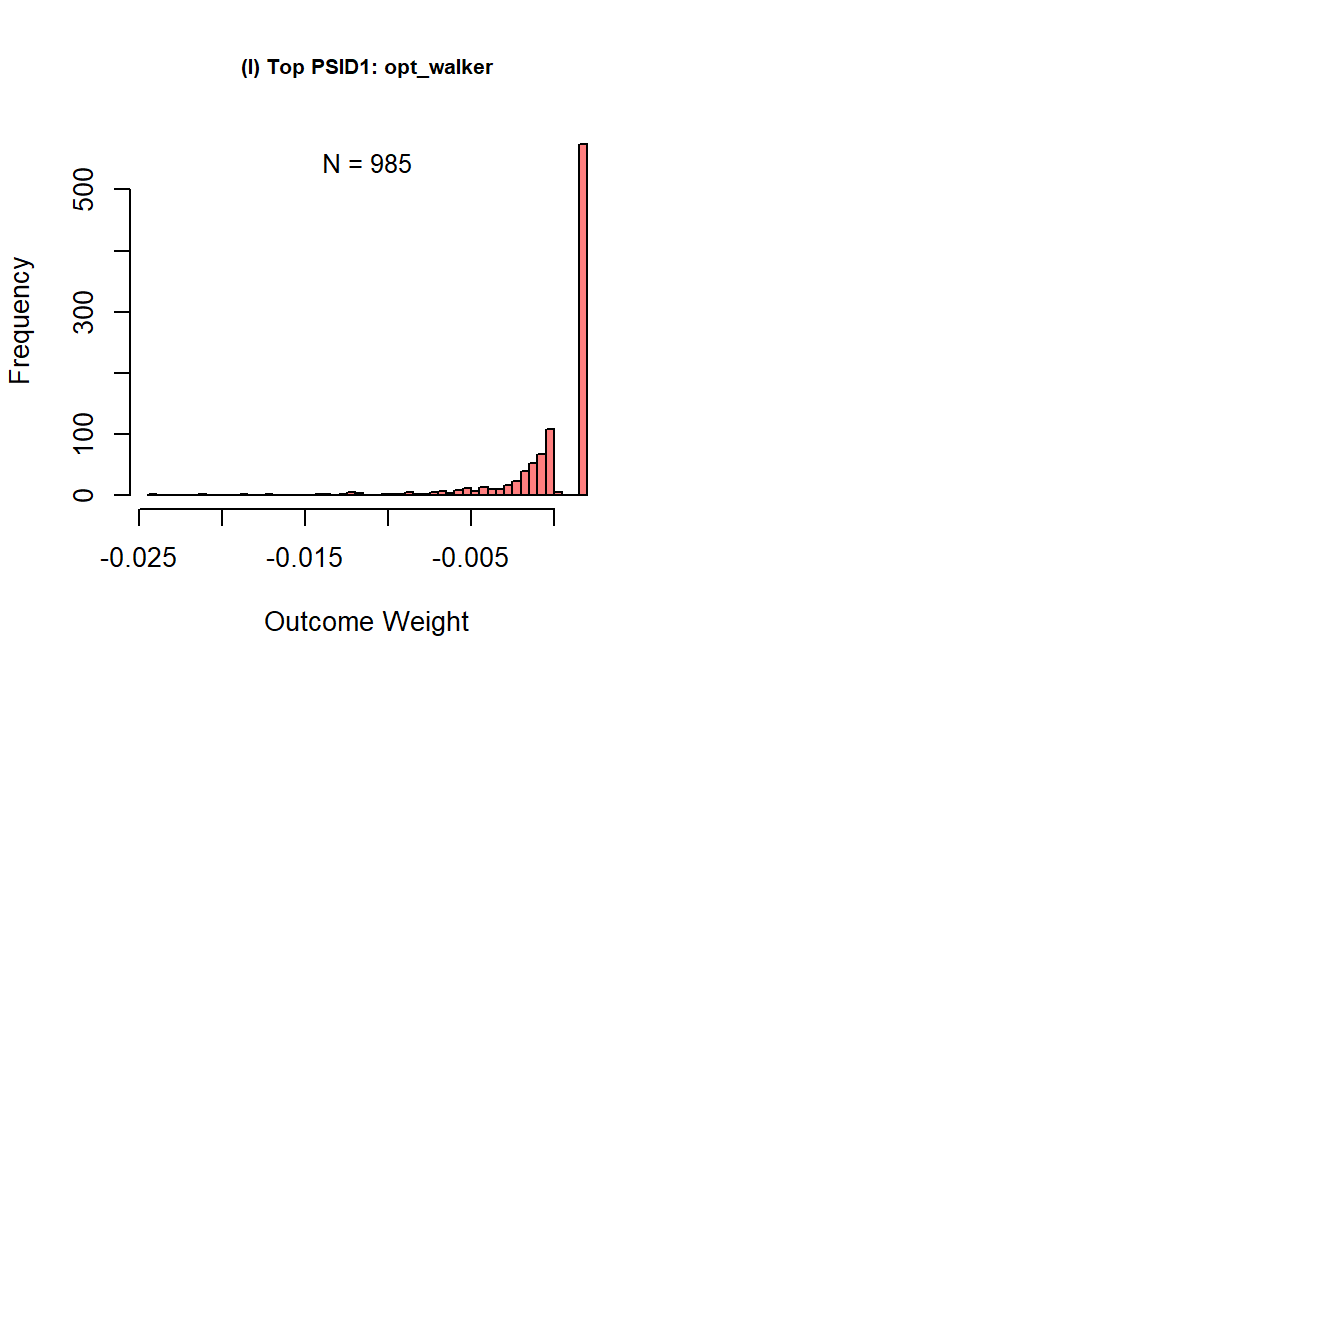 (I) Top PSID1: opt_walker
N = 985
Frequency
500
300
100
0
-0.025 -0.015 -0.005
Outcome Weight